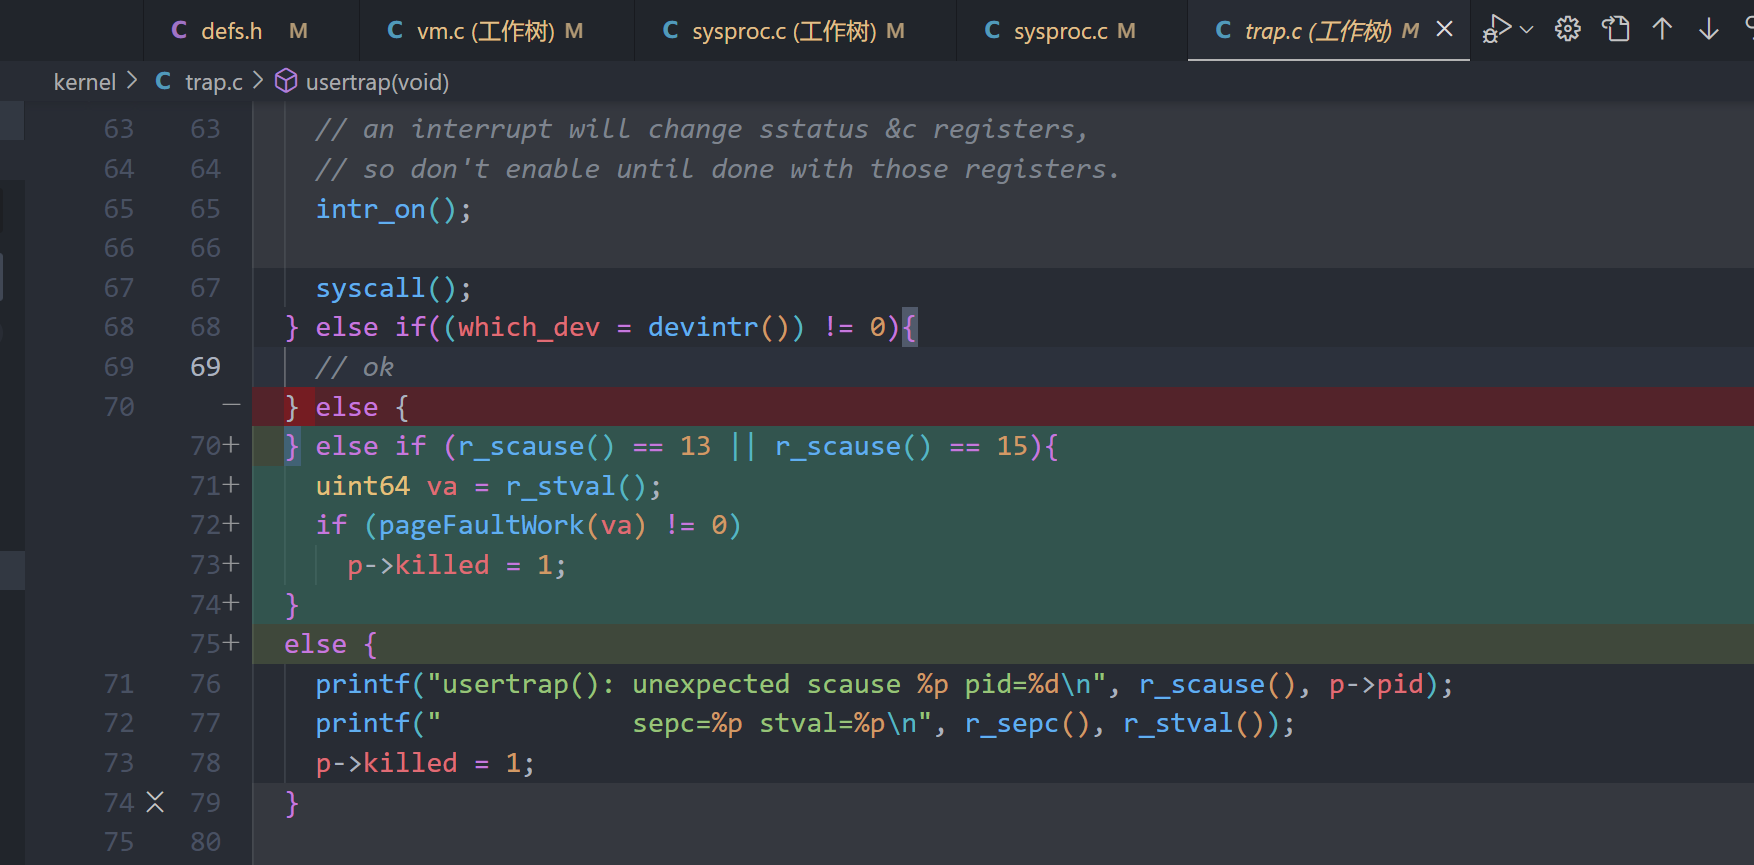 C defs.h M C vm.c (工作树) M C sysproc.c (工作树) M C sysproc.c M C trap.c (工作树) M
kernel > C trap.c > usertrap(void)
63 63 // an interrupt will change sstatus &c registers,
64 64 // so don't enable until done with those registers.
65 65 intr_on();
66 66
67 67 syscall();
68 68 } else if((which_dev = devintr()) != 0){
69 69 // ok
70 — } else {
70+ } else if (r_scause() == 13 || r_scause() == 15){
71+ uint64 va = r_stval();
72+ if (pageFaultWork(va) != 0)
73+ p->killed = 1;
74+ }
75+ else {
71 76 printf("usertrap(): unexpected scause %p pid=%d\n", r_scause(), p->pid);
72 77 printf("            sepc=%p stval=%p\n", r_sepc(), r_stval());
73 78 p->killed = 1;
74 79 }
75 80